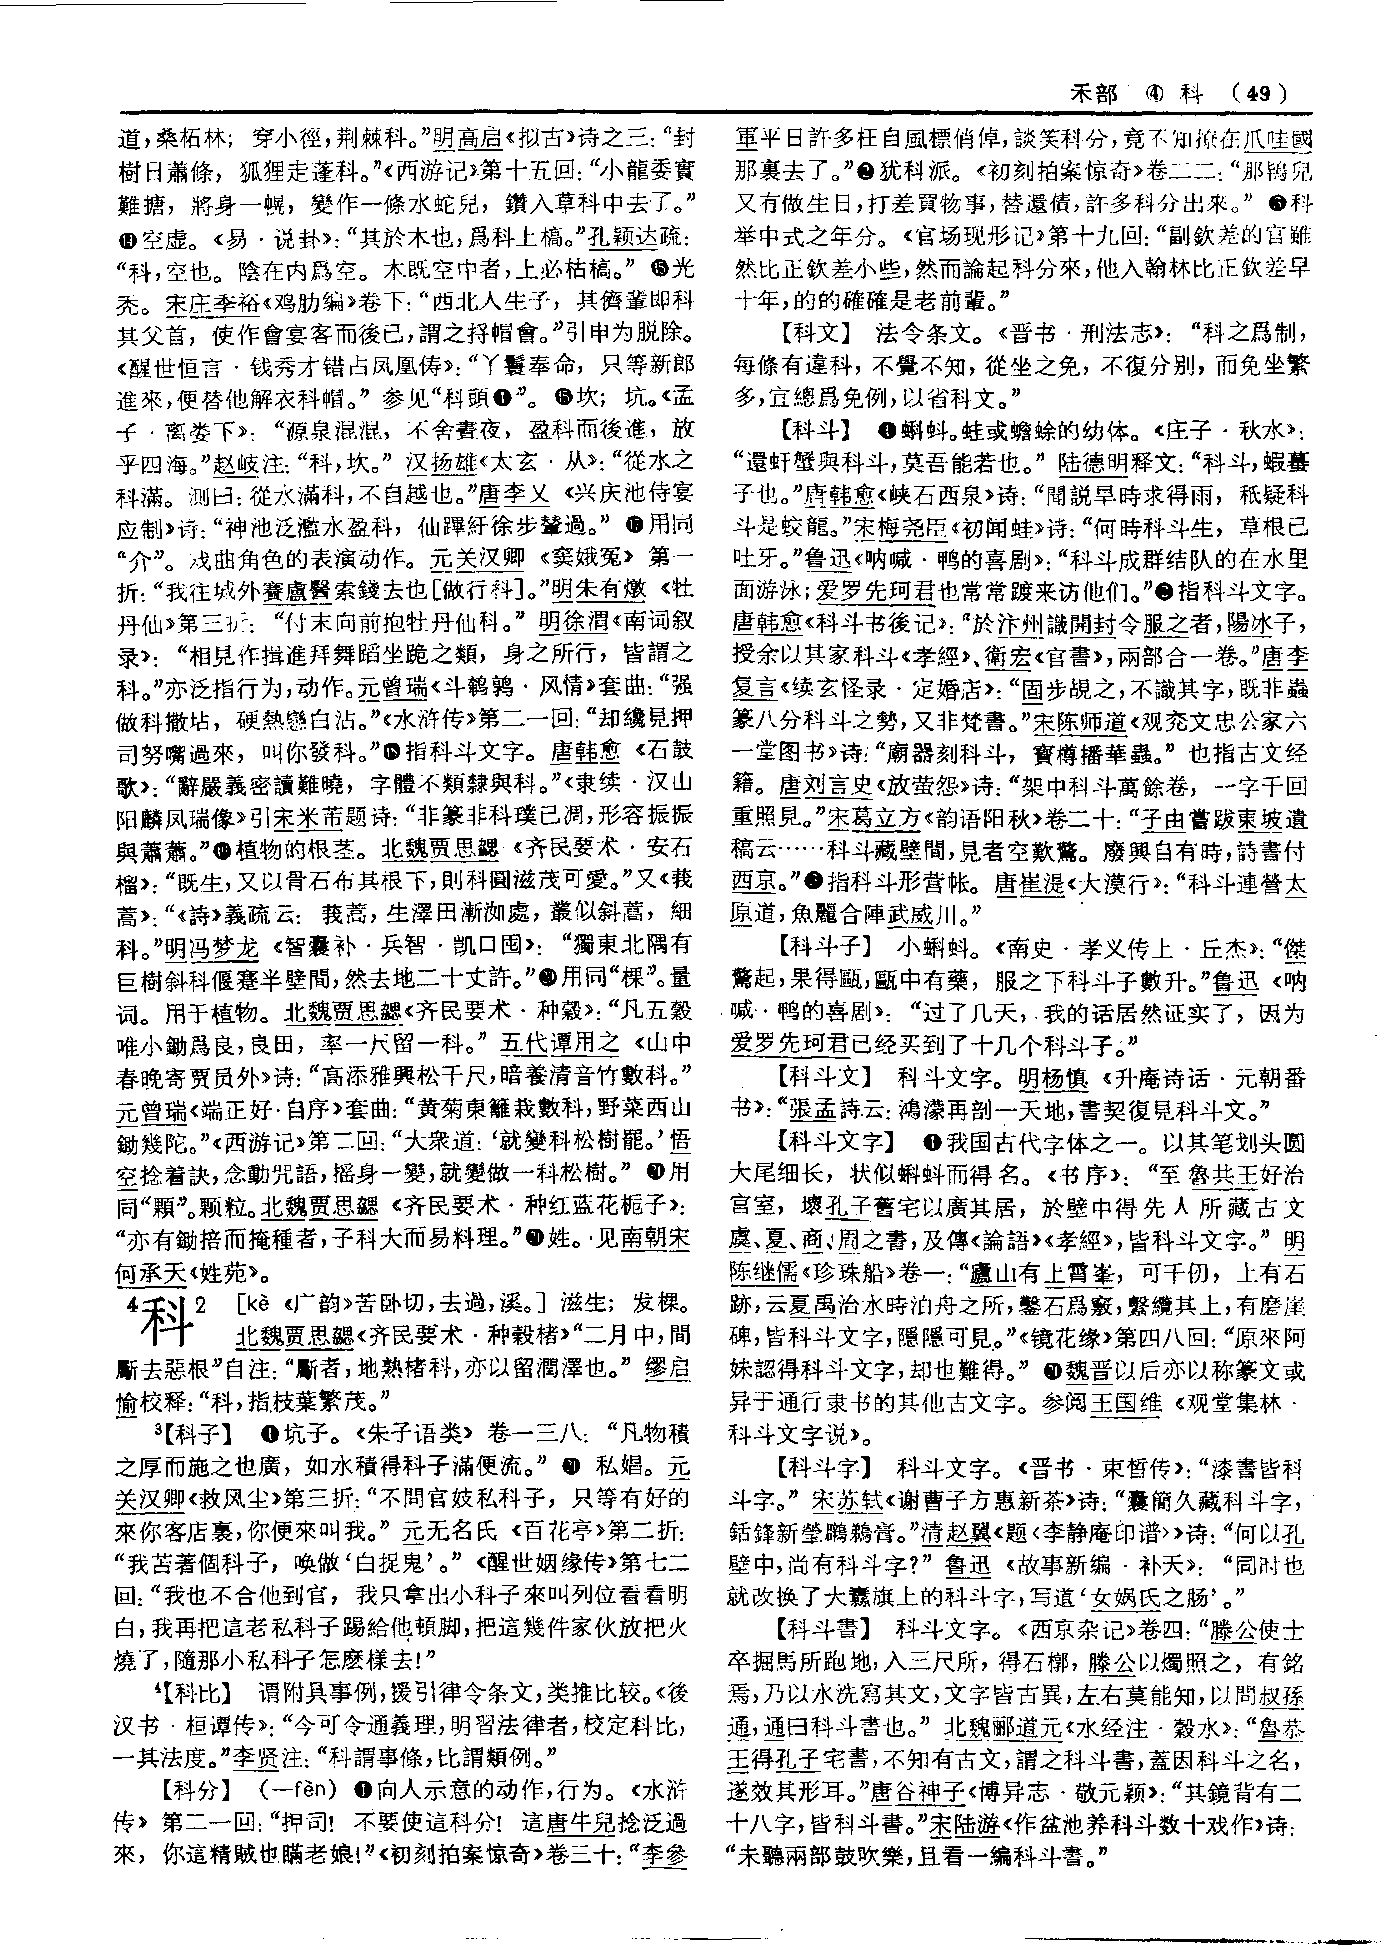 禾部 ④ 科 （49）
道，桑柘林；穿小徑，荆棘科。”明高启《拟古》诗之三：“封
樹日蕭條，狐狸走蓬科。”《西游记》第十五回：“小龍委實
難搪，將身一幌，變作一條水蛇兒，鑽入草科中去了。”
⓮空虚。《易·说卦》：“其於木也，爲科上槁。”孔颖达疏：
“科，空也。陰在内爲空。木既空中者，上必枯槁。” ⓯光
秃。宋庄季裕《鸡肋编》卷下：“西北人生子，其儕輩即科
其父首，使作會宴客而後已，謂之捋帽會。”引申为脱除。
《醒世恒言·钱秀才错占凤凰俦》：“丫鬟奉命，只等新郎
進來，便替他解衣科帽。”参见“科頭❶”。⓰坎；坑。《孟
子·离娄下》：“源泉混混，不舍晝夜，盈科而後進，放
乎四海。”赵岐注：“科，坎。”汉扬雄《太玄·从》：“從水之
科滿。测曰：從水滿科，不自越也。”唐李乂《兴庆池侍宴
应制》诗：“神池泛濫水盈科，仙蹕紆徐步輦過。” ⓱用同
“介”。戏曲角色的表演动作。元关汉卿《窦娥冤》第一
折：“我往城外賽盧醫索錢去也[做行科]。”明朱有燉《牡
丹仙》第三折：“付末向前抱牡丹仙科。”明徐渭《南词叙
录》：“相見作揖進拜舞蹈坐跪之類，身之所行，皆謂之
科。”亦泛指行为，动作。元曾瑞《斗鹌鹑·风情》套曲：“强
做科撒坫，硬熱戀白沾。”《水浒传》第二一回：“却纔見押
司努嘴過來，叫你發科。”⓲指科斗文字。唐韩愈《石鼓
歌》：“辭嚴義密讀難曉，字體不類隸與科。”《隶续·汉山
阳麟凤瑞像》引宋米芾题诗：“非篆非科璞已凋，形容振振
與蕭蕭。”⓳植物的根茎。北魏贾思勰《齐民要术·安石
榴》：“既生，又以骨石布其根下，則科圓滋茂可愛。”又《莪
蒿》：“《詩》義疏云：莪蒿，生澤田漸洳處，叢似斜蒿，細
科。”明冯梦龙《智囊补·兵智·凯口囤》：“獨東北隅有
巨樹斜科偃蹇半壁間，然去地二十丈許。”⓴用同“棵”。量
词。用于植物。北魏贾思勰《齐民要术·种榖》：“凡五榖
唯小鋤爲良，良田，率一尺留一科。”五代谭用之《山中
春晚寄贾员外》诗：“高添雅興松千尺，暗養清音竹數科。”
元曾瑞《端正好·自序》套曲：“黄菊東籬栽數科，野菜西山
鋤幾陀。”《西游记》第二回：“大衆道：‘就變科松樹罷。’悟
空捻着訣，念動咒語，摇身一變，就變做一科松樹。” ㉑用
同“顆”。颗粒。北魏贾思勰《齐民要术·种红蓝花栀子》：
“亦有鋤掊而掩種者，子科大而易料理。”㉒姓。见南朝宋
何承天《姓苑》。
4科2 [kè 《广韵》苦卧切，去過，溪。] 滋生；发棵。
北魏贾思勰《齐民要术·种榖楮》“二月中，間
斸去惡根”自注：“斸者，地熟楮科，亦以留潤澤也。”缪启
愉校释：“科，指枝葉繁茂。”
3【科子】 ❶坑子。《朱子语类》卷一三八：“凡物積
之厚而施之也廣，如水積得科子滿便流。” ❷ 私娼。元
关汉卿《救风尘》第三折：“不問官妓私科子，只等有好的
來你客店裏，你便來叫我。”元无名氏《百花亭》第二折：
“我苦著個科子，唤做‘白捉鬼’。”《醒世姻缘传》第七二
回：“我也不合他到官，我只拿出小科子來叫列位看看明
白，我再把這老私科子踢給他頓脚，把這幾件家伙放把火
燒了，隨那小私科子怎麽樣去！”
4【科比】 谓附具事例，援引律令条文，类推比较。《後
汉书·桓谭传》：“今可令通義理，明習法律者，校定科比，
一其法度。”李贤注：“科謂事條，比謂類例。”
【科分】 （—fèn） ❶向人示意的动作，行为。《水浒
传》第二一回：“押司！不要使這科分！這唐牛兒捻泛過
來，你這精賊也瞞老娘！”《初刻拍案惊奇》卷三十：“李參
軍平日許多枉自風標俏倬，談笑科分，竟不知撩在爪哇國
那裏去了。”❷犹科派。《初刻拍案惊奇》卷二二：“那鴇兒
又有做生日，打差買物事，替還債，許多科分出來。” ❸科
举中式之年分。《官场现形记》第十九回：“副欽差的官雖
然比正欽差小些，然而論起科分來，他入翰林比正欽差早
十年，的的確確是老前輩。”
【科文】 法令条文。《晋书·刑法志》：“科之爲制，
每條有違科，不覺不知，從坐之免，不復分别，而免坐繁
多，宜總爲免例，以省科文。”
【科斗】 ❶蝌蚪。蛙或蟾蜍的幼体。《庄子·秋水》：
“還虷蟹與科斗，莫吾能若也。”陆德明释文：“科斗，蝦蟇
子也。”唐韩愈《峡石西泉》诗：“聞説旱時求得雨，秖疑科
斗是蛟龍。”宋梅尧臣《初闻蛙》诗：“何時科斗生，草根已
吐牙。”鲁迅《呐喊·鸭的喜剧》：“科斗成群结队的在水里
面游泳；爱罗先珂君也常常踱来访他们。”❷指科斗文字。
唐韩愈《科斗书後记》：“於汴州識開封令服之者，陽冰子，
授余以其家科斗《孝經》、衛宏《官書》，兩部合一卷。”唐李
复言《续玄怪录·定婚店》：“固步覘之，不識其字，既非蟲
篆八分科斗之勢，又非梵書。”宋陈师道《观兖文忠公家六
一堂图书》诗：“廟器刻科斗，寶樽播華蟲。”也指古文经
籍。唐刘言史《放萤怨》诗：“架中科斗萬餘卷，一字千回
重照見。”宋葛立方《韵语阳秋》卷二十：“子由嘗跋東坡遺
稿云……科斗藏壁間，見者空歎驚。廢興自有時，詩書付
西京。”❸指科斗形营帐。唐崔湜《大漠行》：“科斗連營太
原道，魚麗合陣武威川。”
【科斗子】 小蝌蚪。《南史·孝义传上·丘杰》：“傑
驚起，果得甌，甌中有藥，服之下科斗子數升。”鲁迅《呐
喊·鸭的喜剧》：“过了几天，我的话居然证实了，因为
爱罗先珂君已经买到了十几个科斗子。”
【科斗文】 科斗文字。明杨慎《升庵诗话·元朝番
书》：“張孟詩云：鴻濛再剖一天地，書契復見科斗文。”
【科斗文字】 ❶我国古代字体之一。以其笔划头圆
大尾细长，状似蝌蚪而得名。《书序》：“至魯共王好治
宫室，壞孔子舊宅以廣其居，於壁中得先人所藏古文
虞、夏、商、周之書，及傳《論語》《孝經》，皆科斗文字。”明
陈继儒《珍珠船》卷一：“廬山有上霄峯，可千仞，上有石
跡，云夏禹治水時泊舟之所，鑿石爲竅，繫纜其上，有磨崖
碑，皆科斗文字，隱隱可見。”《镜花缘》第四八回：“原來阿
妹認得科斗文字，却也難得。” ❷魏晋以后亦以称篆文或
异于通行隶书的其他古文字。参阅王国维《观堂集林·
科斗文字说》。
【科斗字】 科斗文字。《晋书·束晳传》：“漆書皆科
斗字。”宋苏轼《谢曹子方惠新茶》诗：“囊簡久藏科斗字，
銛鋒新瑩鸊鵜膏。”清赵翼《题〈李静庵印谱〉》诗：“何以孔
壁中，尚有科斗字？”鲁迅《故事新编·补天》：“同时也
就改换了大纛旗上的科斗字，写道‘女娲氏之肠’。”
【科斗書】 科斗文字。《西京杂记》卷四：“滕公使士
卒掘馬所跑地，入三尺所，得石槨，滕公以燭照之，有銘
焉，乃以水洗寫其文，文字皆古異，左右莫能知，以問叔孫
通，通曰科斗書也。”北魏郦道元《水经注·榖水》：“魯恭
王得孔子宅書，不知有古文，謂之科斗書，蓋因科斗之名，
遂效其形耳。”唐谷神子《博异志·敬元颖》：“其鏡背有二
十八字，皆科斗書。”宋陆游《作盆池养科斗数十戏作》诗：
“未聽兩部鼓吹樂，且看一編科斗書。”